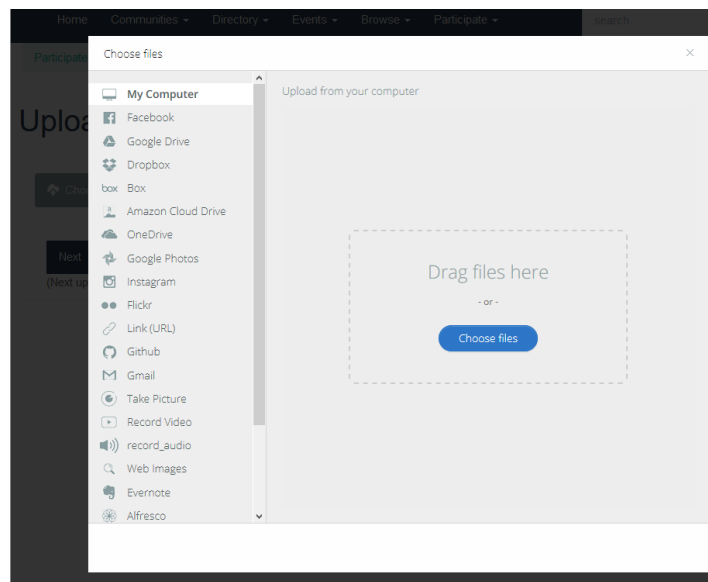 Home Communities Directory Events Browse Participate search
Participate
Choose files
Uploa
Choo
Next
(Next up
My Computer
Facebook
Google Drive
Dropbox
box Box
a Amazon Cloud Drive
OneDrive
Google Photos
Instagram
Flickr
Link (URL)
Github
Gmail
Take Picture
Record Video
record_audio
Web Images
Evernote
Alfresco
Upload from your computer
Drag files here
- or -
Choose files